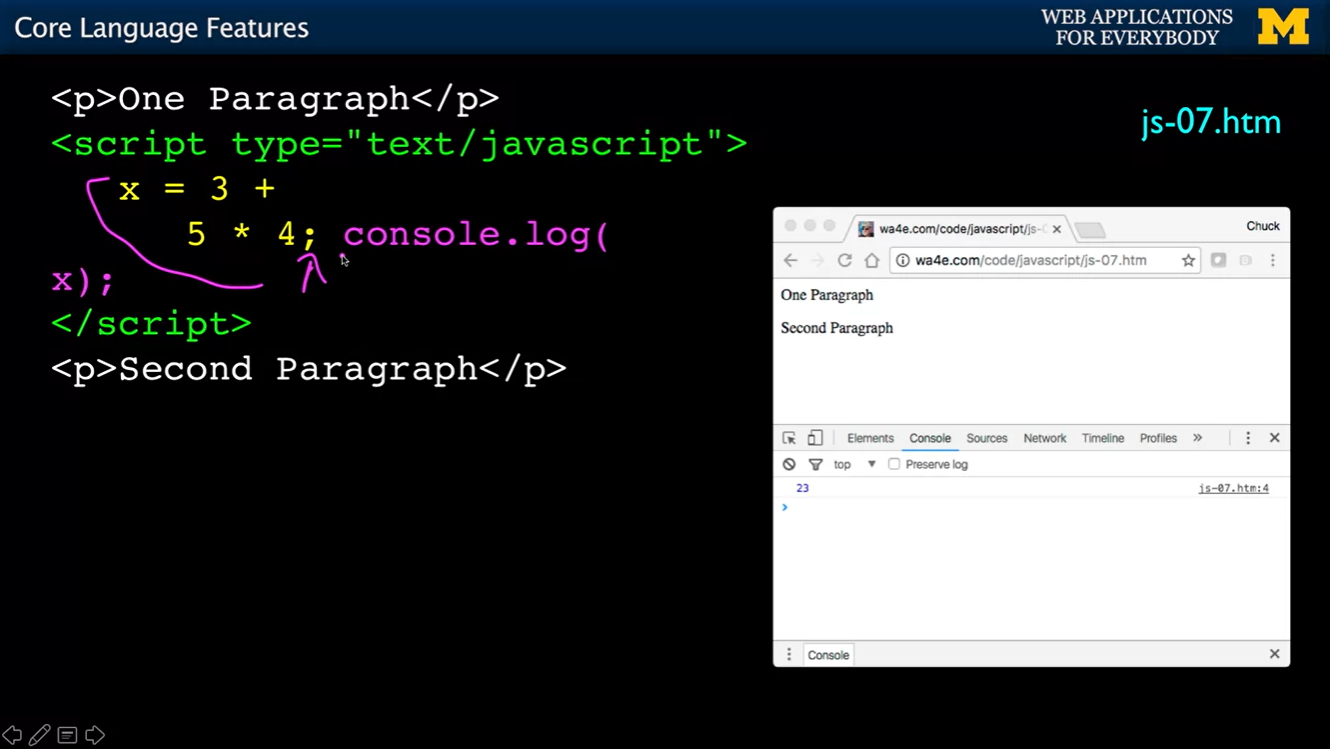 Core Language Features
WEB APPLICATIONS
FOR EVERYBODY
<p>One Paragraph</p>
<script type="text/javascript">
x = 3 +
5 * 4; console.log(
x);
</script>
<p>Second Paragraph</p>
js-07.htm
wa4e.com/code/javascript/js-
Chuck
wa4e.com/code/javascript/js-07.htm
One Paragraph
Second Paragraph
Elements Console Sources Network Timeline Profiles »
top Preserve log
23 js-07.htm:4
Console